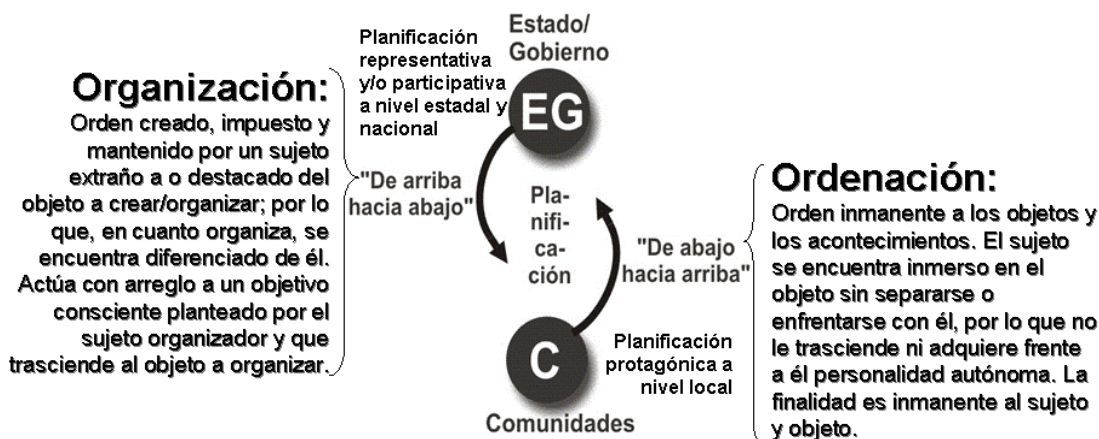 Organización:
Orden creado, impuesto y
mantenido por un sujeto
extraño a o destacado del
objeto a crear/organizar; por lo
que, en cuanto organiza, se
encuentra diferenciado de él.
Actúa con arreglo a un objetivo
consciente planteado por el
sujeto organizador y que
trasciende al objeto a organizar.
Planificación
representativa
y/o participativa
a nivel estadal y
nacional
"De arriba
hacia abajo"
Estado/
Gobierno
EG
Pla-
nifi-
ca-
ción
C
Comunidades
"De abajo
hacia arriba"
Planificación
protagónica a
nivel local
Ordenación:
Orden inmanente a los objetos y
los acontecimientos. El sujeto
se encuentra inmerso en el
objeto sin separarse o
enfrentarse con él, por lo que no
le trasciende ni adquiere frente
a él personalidad autónoma. La
finalidad es inmanente al sujeto
y objeto.